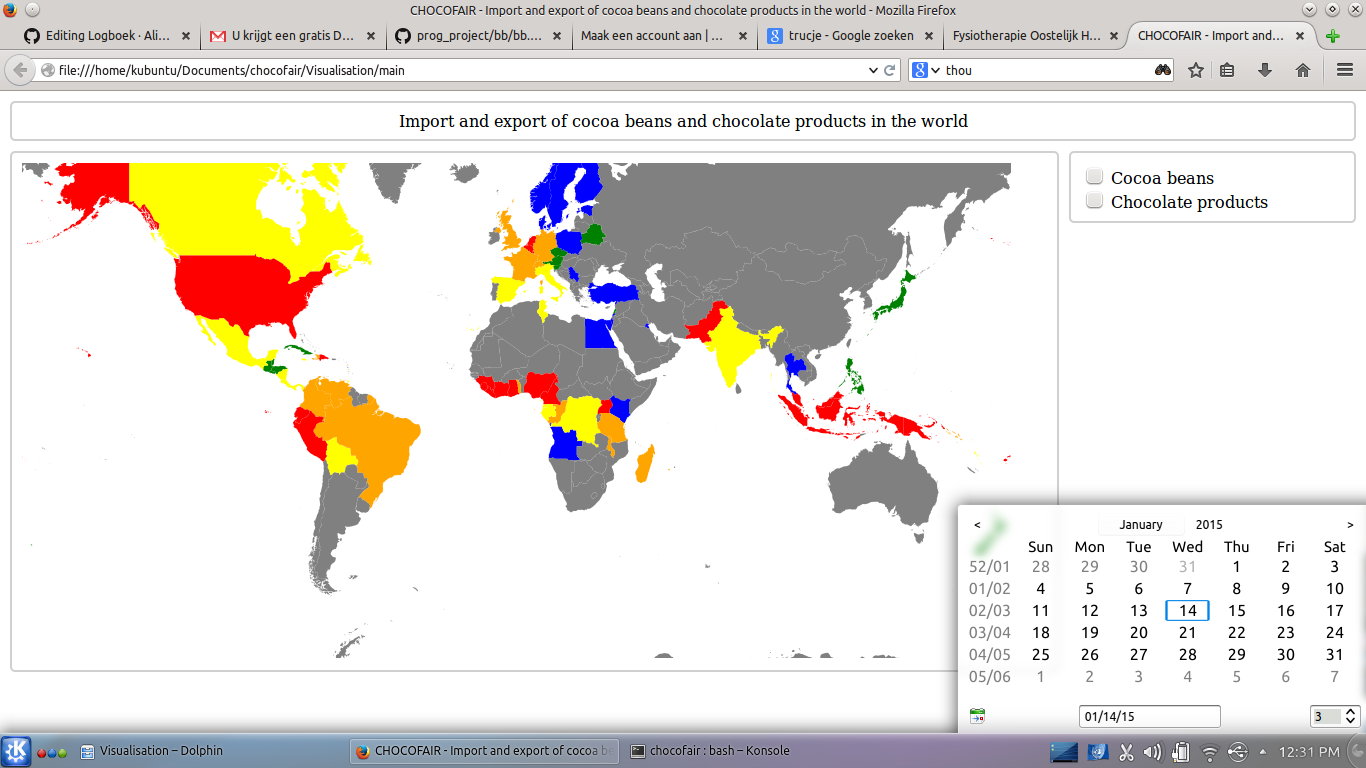 CHOCOFAIR - Import and export of cocoa beans and chocolate products in the world - Mozilla Firefox
Editing Logboek · Ali...
U krijgt een gratis D...
prog_project/bb/bb....
Maak een account aan | ...
trucje - Google zoeken
Fysiotherapie Oostelijk H...
CHOCOFAIR - Import and...
file:///home/kubuntu/Documents/chocofair/Visualisation/main
thou
Import and export of cocoa beans and chocolate products in the world
Cocoa beans
Chocolate products
< January 2015 >
Sun Mon Tue Wed Thu Fri Sat
52/01 28 29 30 31 1 2 3
01/02 4 5 6 7 8 9 10
02/03 11 12 13 14 15 16 17
03/04 18 19 20 21 22 23 24
04/05 25 26 27 28 29 30 31
05/06 1 2 3 4 5 6 7
01/14/15 3
Visualisation – Dolphin
CHOCOFAIR - Import and export of cocoa be
chocofair : bash – Konsole
12:31 PM